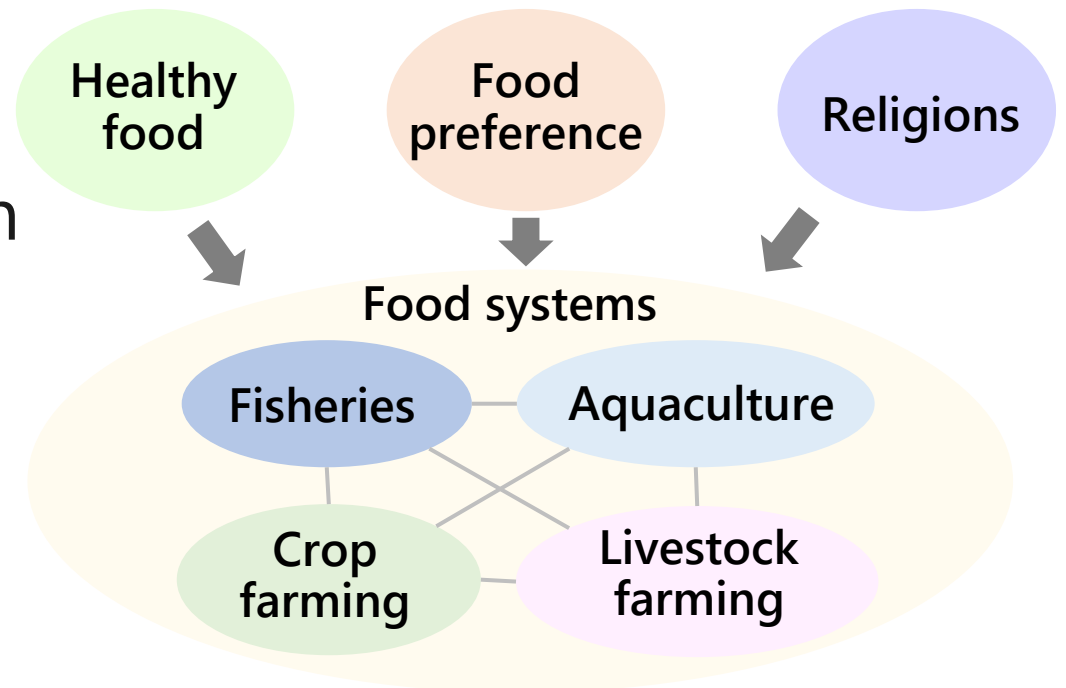 Healthy
food
Food
preference
Religions
Food systems
Fisheries
Aquaculture
Crop
farming
Livestock
farming